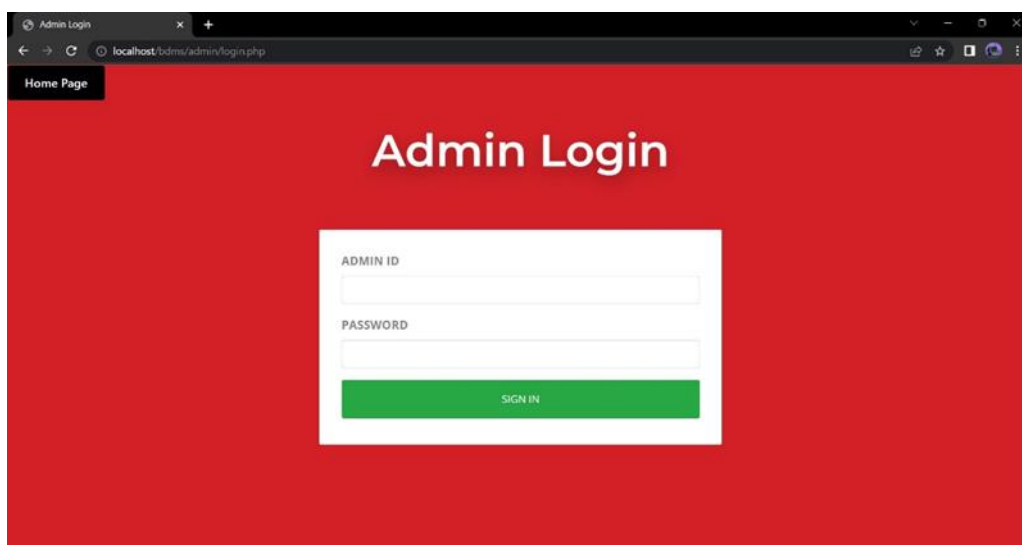 Admin Login
localhost/bdms/admin/login.php
Home Page
Admin Login
ADMIN ID
PASSWORD
SIGN IN